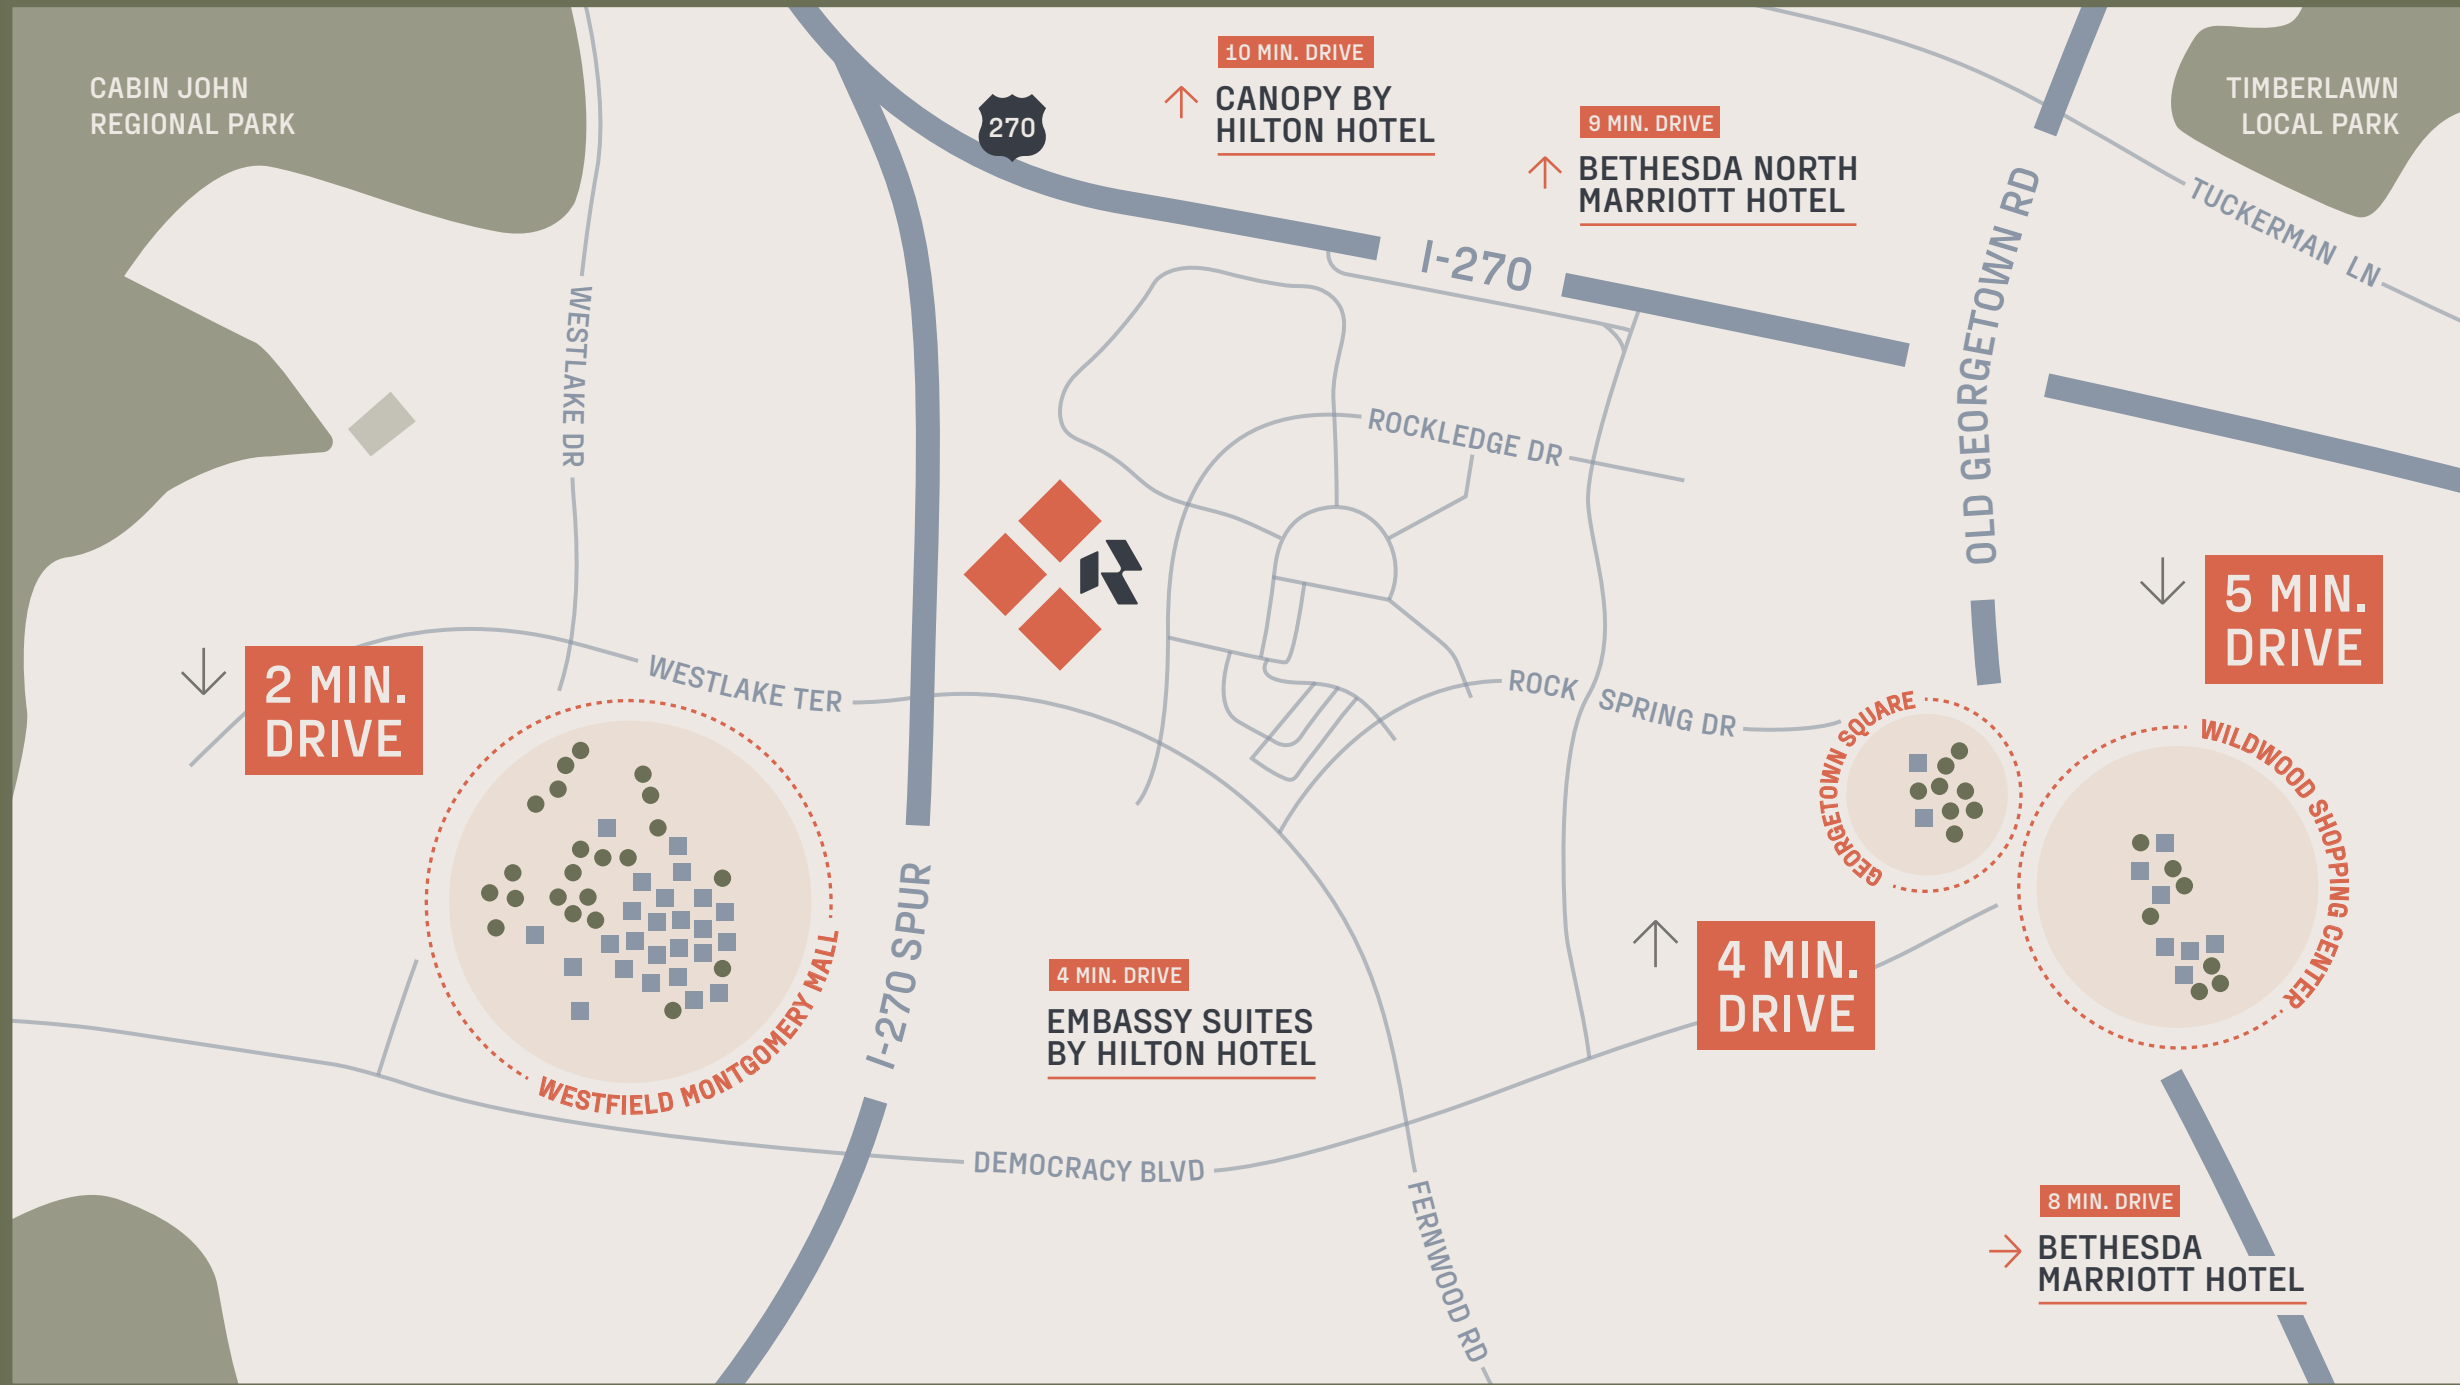 CABIN JOHN
REGIONAL PARK
10 MIN. DRIVE
CANOPY BY
HILTON HOTEL
270
9 MIN. DRIVE
BETHESDA NORTH
MARRIOTT HOTEL
TIMBERLAWN
LOCAL PARK
TUCKERMAN LN
I-270
OLD GEORGETOWN RD
WESTLAKE DR
ROCKLEDGE DR
R
5 MIN.
DRIVE
2 MIN.
DRIVE
WESTLAKE TER
ROCK SPRING DR
GEORGETOWN SQUARE
WILDWOOD SHOPPING CENTER
WESTFIELD MONTGOMERY MALL
I-270 SPUR
4 MIN.
DRIVE
4 MIN. DRIVE
EMBASSY SUITES
BY HILTON HOTEL
DEMOCRACY BLVD
FERNWOOD RD
8 MIN. DRIVE
BETHESDA
MARRIOTT HOTEL